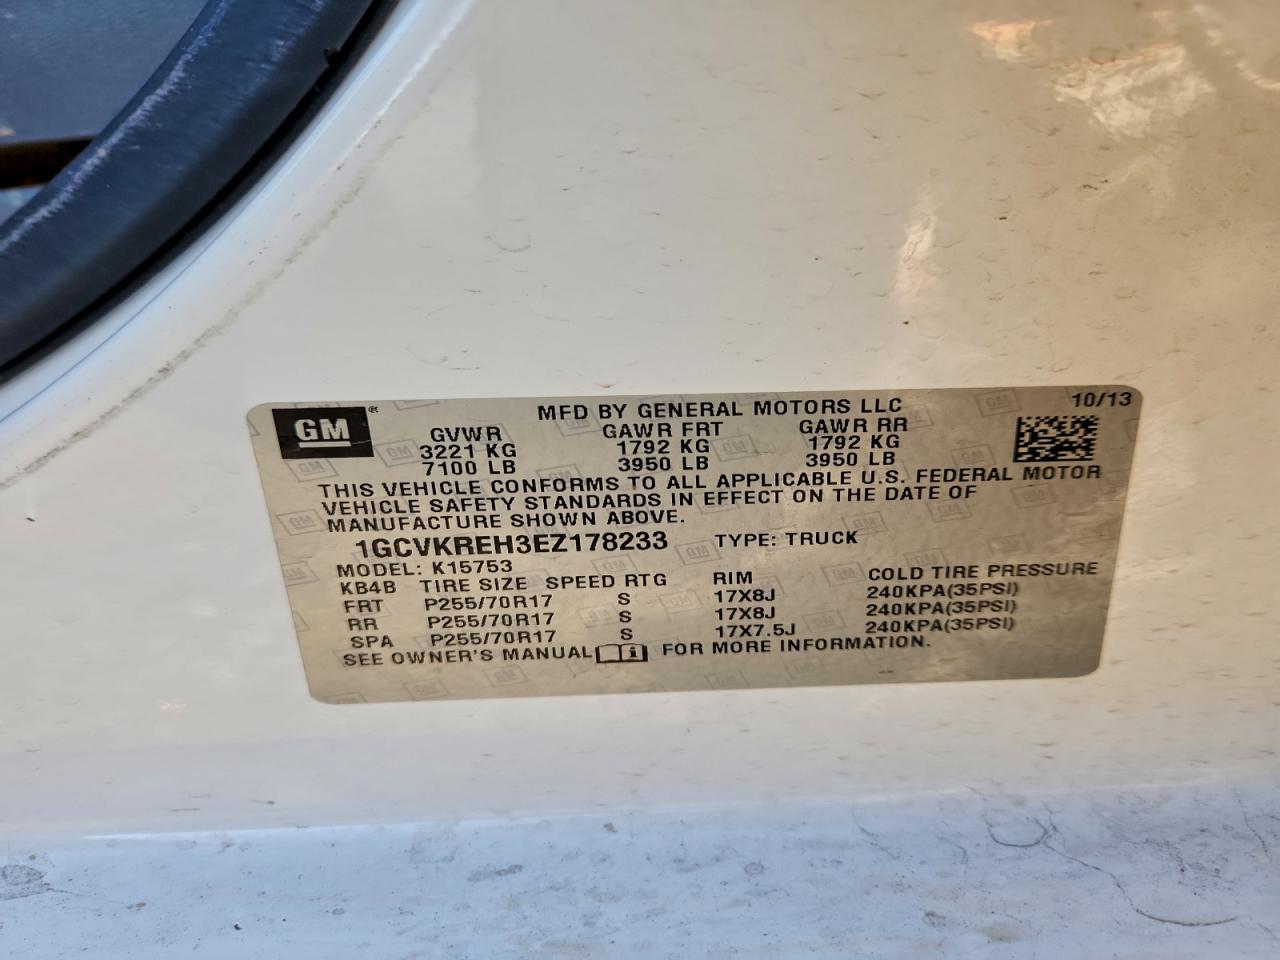 GM ® MFD BY GENERAL MOTORS LLC 10/13
GVWR GAWR FRT GAWR RR
3221 KG 1792 KG 1792 KG
7100 LB 3950 LB 3950 LB
THIS VEHICLE CONFORMS TO ALL APPLICABLE U.S. FEDERAL MOTOR
VEHICLE SAFETY STANDARDS IN EFFECT ON THE DATE OF
MANUFACTURE SHOWN ABOVE.
1GCVKREH3EZ178233 TYPE: TRUCK
MODEL: K15753
KB4B TIRE SIZE SPEED RTG RIM COLD TIRE PRESSURE
FRT P255/70R17 S 17X8J 240KPA(35PSI)
RR P255/70R17 S 17X8J 240KPA(35PSI)
SPA P255/70R17 S 17X7.5J 240KPA(35PSI)
SEE OWNER'S MANUAL FOR MORE INFORMATION.